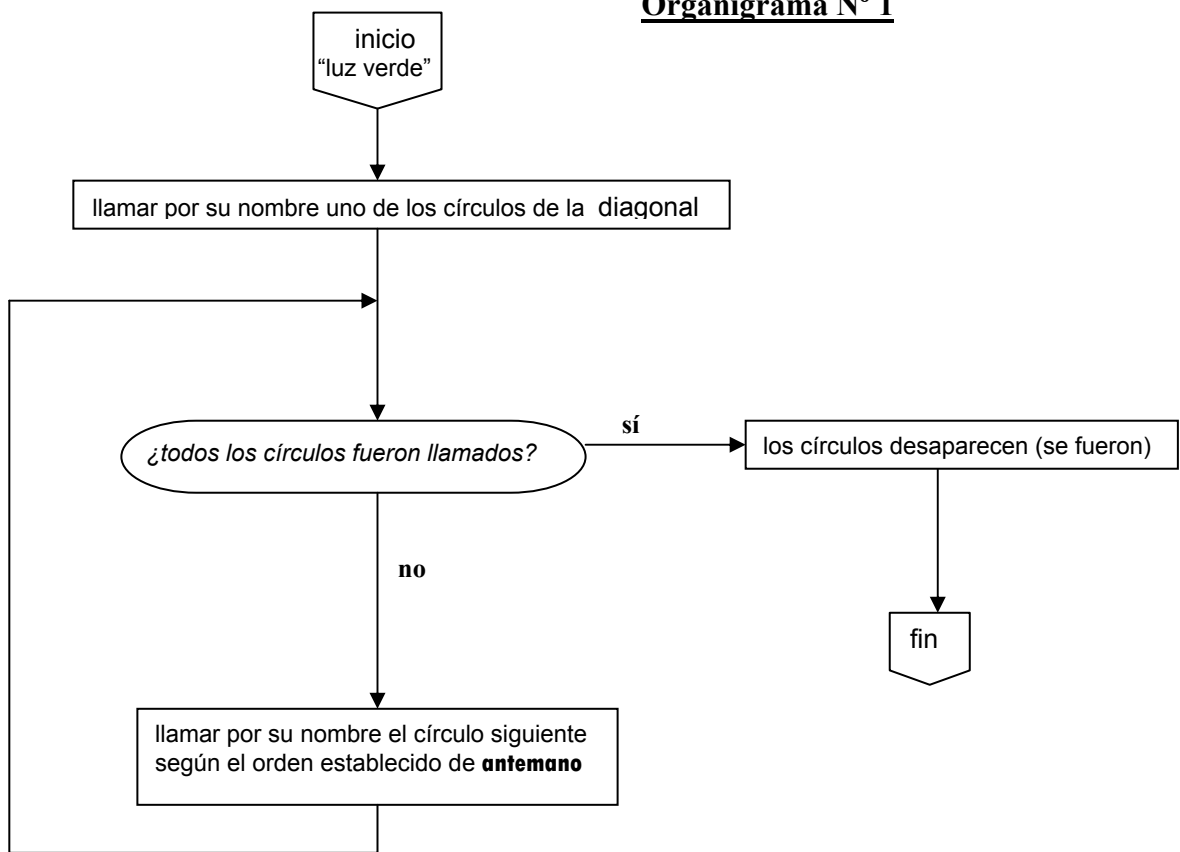 Organigrama Nº 1
inicio
“luz verde”
llamar por su nombre uno de los círculos de la diagonal
¿todos los círculos fueron llamados?
sí
los círculos desaparecen (se fueron)
no
fin
llamar por su nombre el círculo siguiente
según el orden establecido de antemano